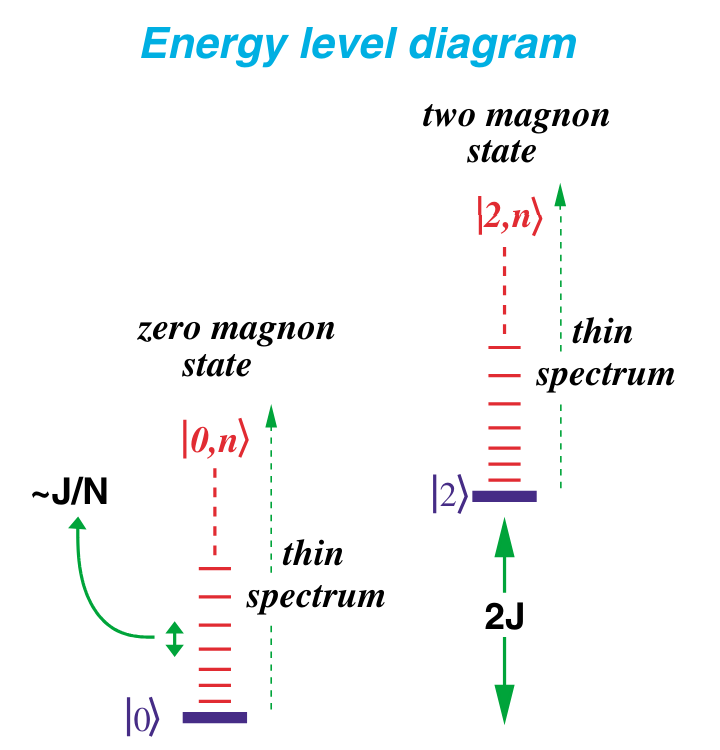 Energy level diagram
two magnon
state
|2,n⟩
zero magnon
state
thin
spectrum
|0,n⟩
~J/N
|2⟩
thin
spectrum
2J
|0⟩